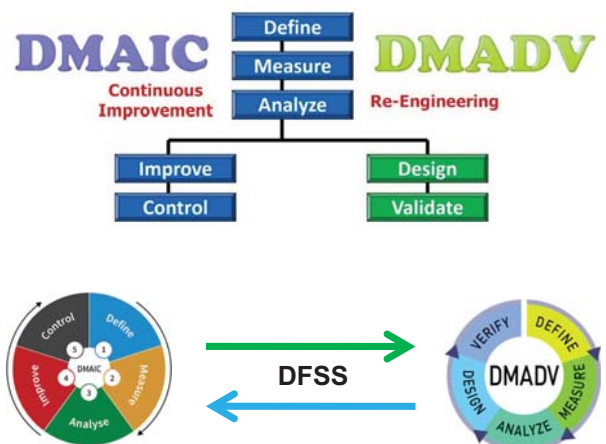 DMAIC
Continuous
Improvement
Define
Measure
Analyze
DMADV
Re-Engineering
Improve
Control
Design
Validate
Control
Define
Improve
Measure
Analyse
5
1
4
2
3
DMAIC
DFSS
VERIFY
DEFINE
DMADV
DESIGN
MEASURE
ANALYZE